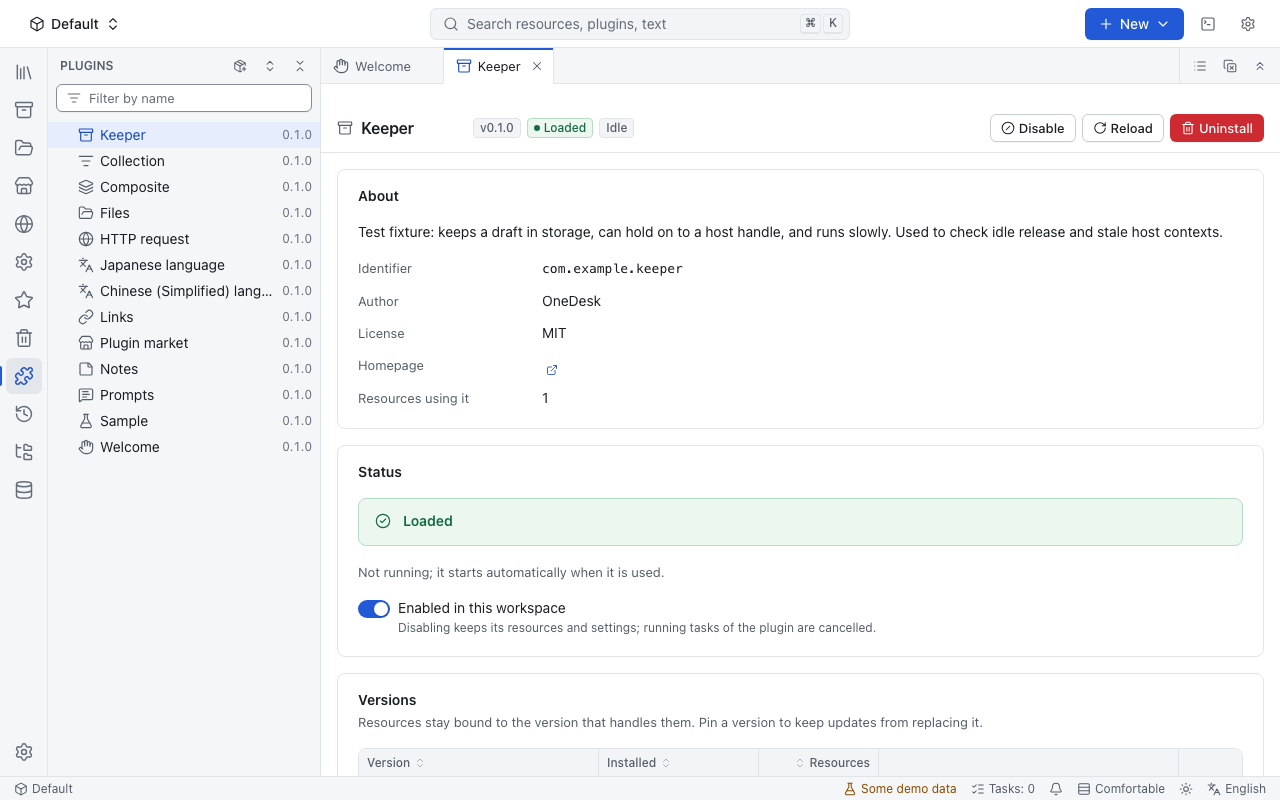 Default
Search resources, plugins, text
⌘ K
New
PLUGINS
Filter by name
Keeper 0.1.0
Collection 0.1.0
Composite 0.1.0
Files 0.1.0
HTTP request 0.1.0
Japanese language 0.1.0
Chinese (Simplified) lang... 0.1.0
Links 0.1.0
Plugin market 0.1.0
Notes 0.1.0
Prompts 0.1.0
Sample 0.1.0
Welcome 0.1.0
Welcome
Keeper
Keeper v0.1.0 Loaded Idle
Disable Reload Uninstall
About
Test fixture: keeps a draft in storage, can hold on to a host handle, and runs slowly. Used to check idle release and stale host contexts.
Identifier com.example.keeper
Author OneDesk
License MIT
Homepage
Resources using it 1
Status
Loaded
Not running; it starts automatically when it is used.
Enabled in this workspace
Disabling keeps its resources and settings; running tasks of the plugin are cancelled.
Versions
Resources stay bound to the version that handles them. Pin a version to keep updates from replacing it.
Version Installed Resources
Default
Some demo data Tasks: 0 Comfortable English